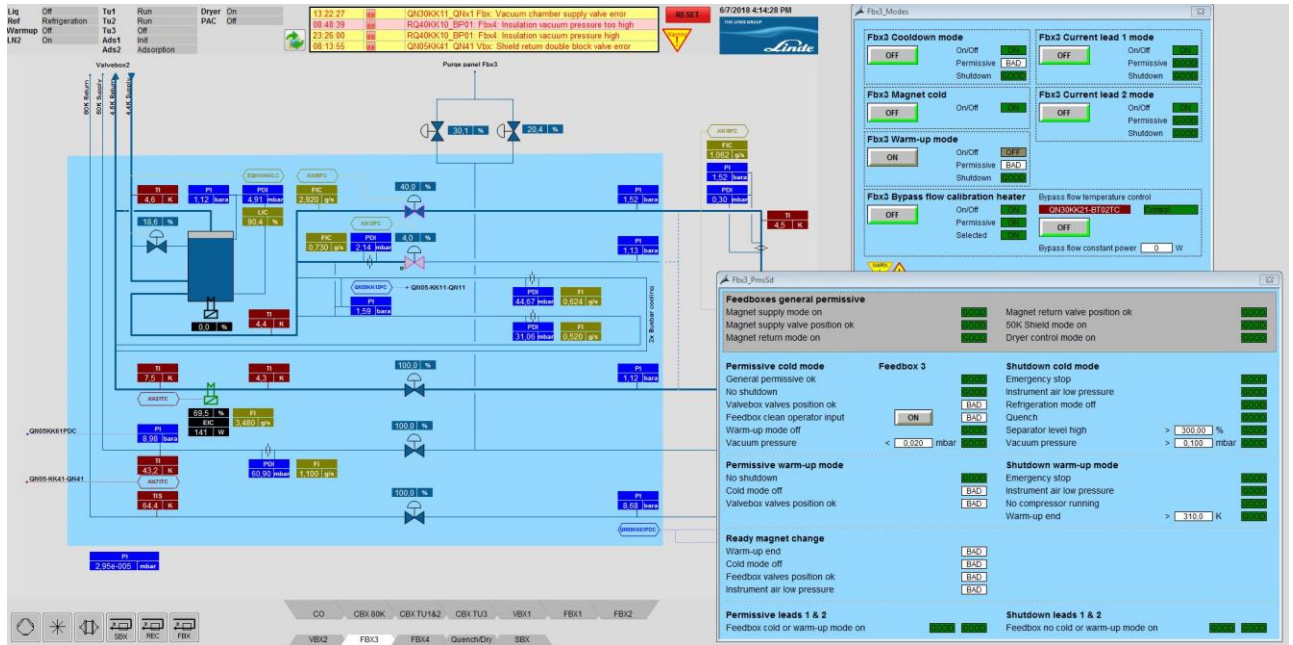 Liq Off Tu1 Run Dryer On
Ref Refrigeration Tu2 Run PAC Off
Warmup Off Tu3 Off
LN2 On Ads1 Init
Ads2 Adsorption
13:22:27 QN30KK11_QNx1 Fbx: Vacuum chamber supply valve error
08:40:39 RQ40KK10_BP01: Fbx4: Insulation vacuum pressure too high
23:26:00 RQ40KK10_BP01: Fbx4: Insulation vacuum pressure high
08:13:55 QN05KK41_QN41 Vbx: Shield return double block valve error
RESET
6/7/2018 4:14:28 PM
THE LINDE GROUP
Linde
Valvebox2
80K Return
50K Supply
4.6K Return
4.4K Supply
Purge panel Fbx3
30,1 %
20,4 %
TI
4,6 K
PI
1,12 bara
PDI
4,91 mbar
LIC
90,4 %
FIC
2,920 g/s
40,0 %
PI
1,52 bara
FIC
1,062 g/s
PI
1,52 bara
PDI
0,30 mbar
TI
4,5 K
18,6 %
FIC
0,730 g/s
PDI
2,14 mbar
4,0 %
PI
1,13 bara
QN05-KK11-QN11
PI
1,59 bara
PDI
44,67 mbar
FI
0,624 g/s
TI
4,4 K
0,0 %
PDI
31,06 mbar
FI
0,520 g/s
2x Busbar cooling
TI
7,5 K
TI
4,3 K
100,0 %
PI
1,12 bara
69,5 %
EIC
141 W
FI
3,480 g/s
QN05KK61PDC
PI
8,98 bara
100,0 %
TI
43,2 K
PDI
60,90 mbar
FI
1,100 g/s
QN05-KK41-QN41
TIS
64,4 K
100,0 %
PI
8,68 bara
PI
2,95e-005 mbar
SBX REC FBX
CO CBX 80K CBX TU1&2 CBX TU3 VBX1 FBX1 FBX2
VBX2 FBX3 FBX4 Quench/Dry SBX
Fbx3_Modes
Fbx3 Cooldown mode
OFF
On/Off ON
Permissive BAD
Shutdown GOOD
Fbx3 Current lead 1 mode
OFF
On/Off ON
Permissive GOOD
Shutdown GOOD
Fbx3 Magnet cold
OFF
On/Off ON
Fbx3 Current lead 2 mode
OFF
On/Off ON
Permissive GOOD
Shutdown GOOD
Fbx3 Warm-up mode
ON
On/Off OFF
Permissive BAD
Shutdown GOOD
Fbx3 Bypass flow calibration heater
OFF
On/Off ON
Permissive ON
Selected ON
Bypass flow temperature control
QN30KK21-BT02TC Control
OFF
Bypass flow constant power 0 W
WARN
Fbx3_PmsSd
Feedboxes general permissive
Magnet supply mode on GOOD
Magnet supply valve position ok GOOD
Magnet return mode on GOOD
Magnet return valve position ok GOOD
50K Shield mode on GOOD
Dryer control mode on GOOD
Permissive cold mode Feedbox 3
General permissive ok GOOD
No shutdown GOOD
Valvebox valves position ok BAD
Feedbox clean operator input ON BAD
Warm-up mode off GOOD
Vacuum pressure < 0,020 mbar GOOD
Shutdown cold mode
Emergency stop GOOD
Instrument air low pressure GOOD
Refrigeration mode off GOOD
Quench GOOD
Separator level high > 300,00 % GOOD
Vacuum pressure > 0,100 mbar GOOD
Permissive warm-up mode
No shutdown GOOD
Cold mode off BAD
Valvebox valves position ok BAD
Shutdown warm-up mode
Emergency stop GOOD
Instrument air low pressure GOOD
No compressor running GOOD
Warm-up end > 310,0 K GOOD
Ready magnet change
Warm-up end BAD
Cold mode off BAD
Feedbox valves position ok BAD
Instrument air low pressure BAD
Permissive leads 1 & 2
Feedbox cold or warm-up mode on GOOD GOOD
Shutdown leads 1 & 2
Feedbox no cold or warm-up mode on GOOD GOOD